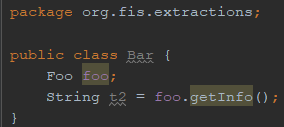 package org.fis.extractions;
public class Bar {
Foo foo;
String t2 = foo.getInfo();
}